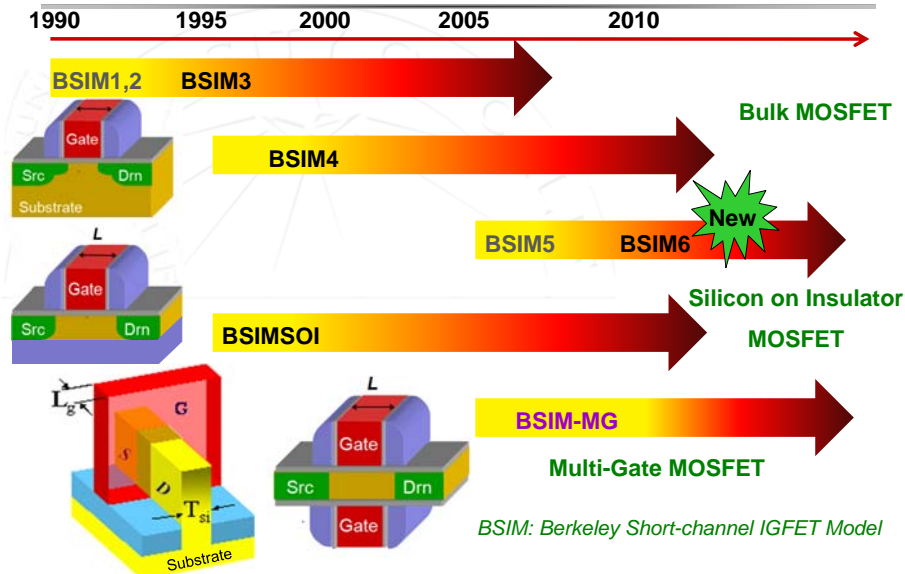 1990 1995 2000 2005 2010
BSIM1,2 BSIM3
Bulk MOSFET
Gate
Src Drn
Substrate
BSIM4
New
BSIM5 BSIM6
L
Gate
Src Drn
Silicon on Insulator
MOSFET
BSIMSOI
Lg
G
S
D
Tsi
Substrate
L
Gate
Src Drn
Gate
BSIM-MG
Multi-Gate MOSFET
BSIM: Berkeley Short-channel IGFET Model